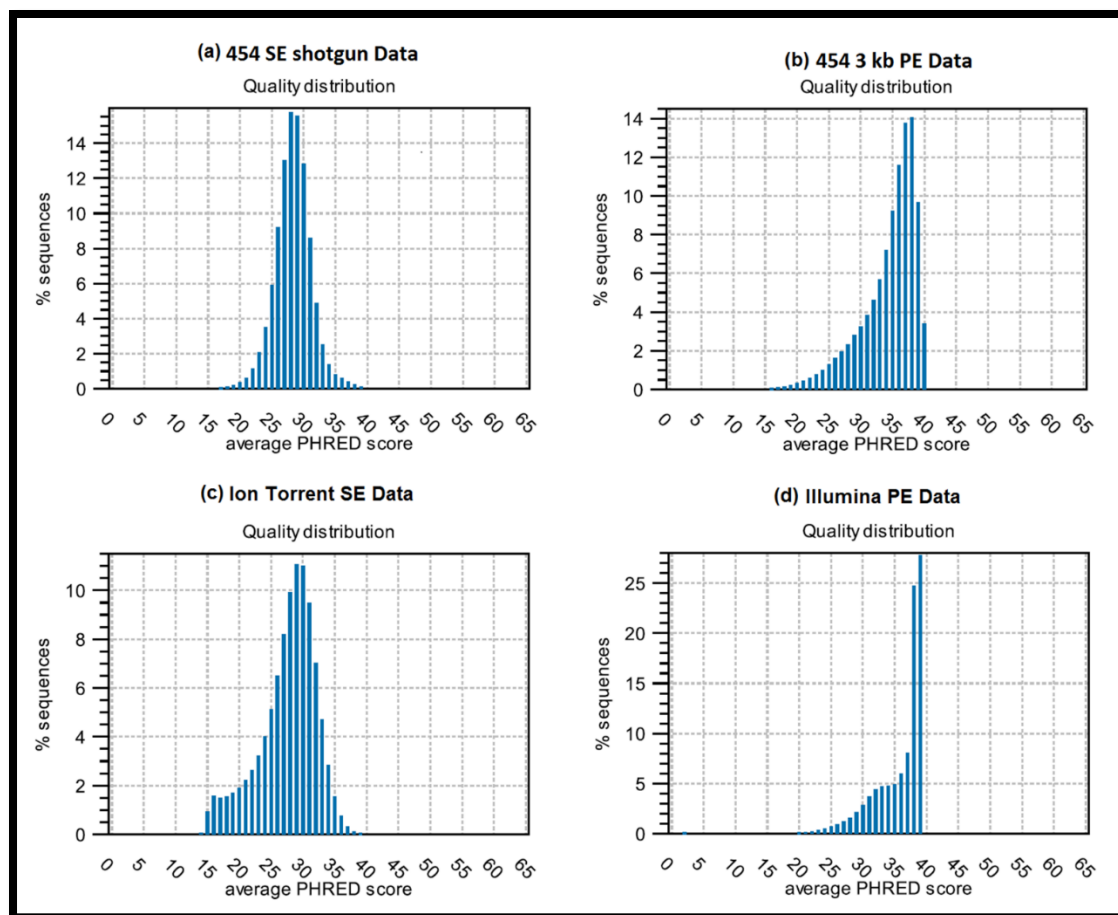 (a) 454 SE shotgun Data
Quality distribution
% sequences
14
12
10
8
6
4
2
0
0 5 10 15 20 25 30 35 40 45 50 55 60 65
average PHRED score
(b) 454 3 kb PE Data
Quality distribution
% sequences
14
12
10
8
6
4
2
0
0 5 10 15 20 25 30 35 40 45 50 55 60 65
average PHRED score
(c) Ion Torrent SE Data
Quality distribution
% sequences
10
8
6
4
2
0
0 5 10 15 20 25 30 35 40 45 50 55 60 65
average PHRED score
(d) Illumina PE Data
Quality distribution
% sequences
25
20
15
10
5
0
0 5 10 15 20 25 30 35 40 45 50 55 60 65
average PHRED score